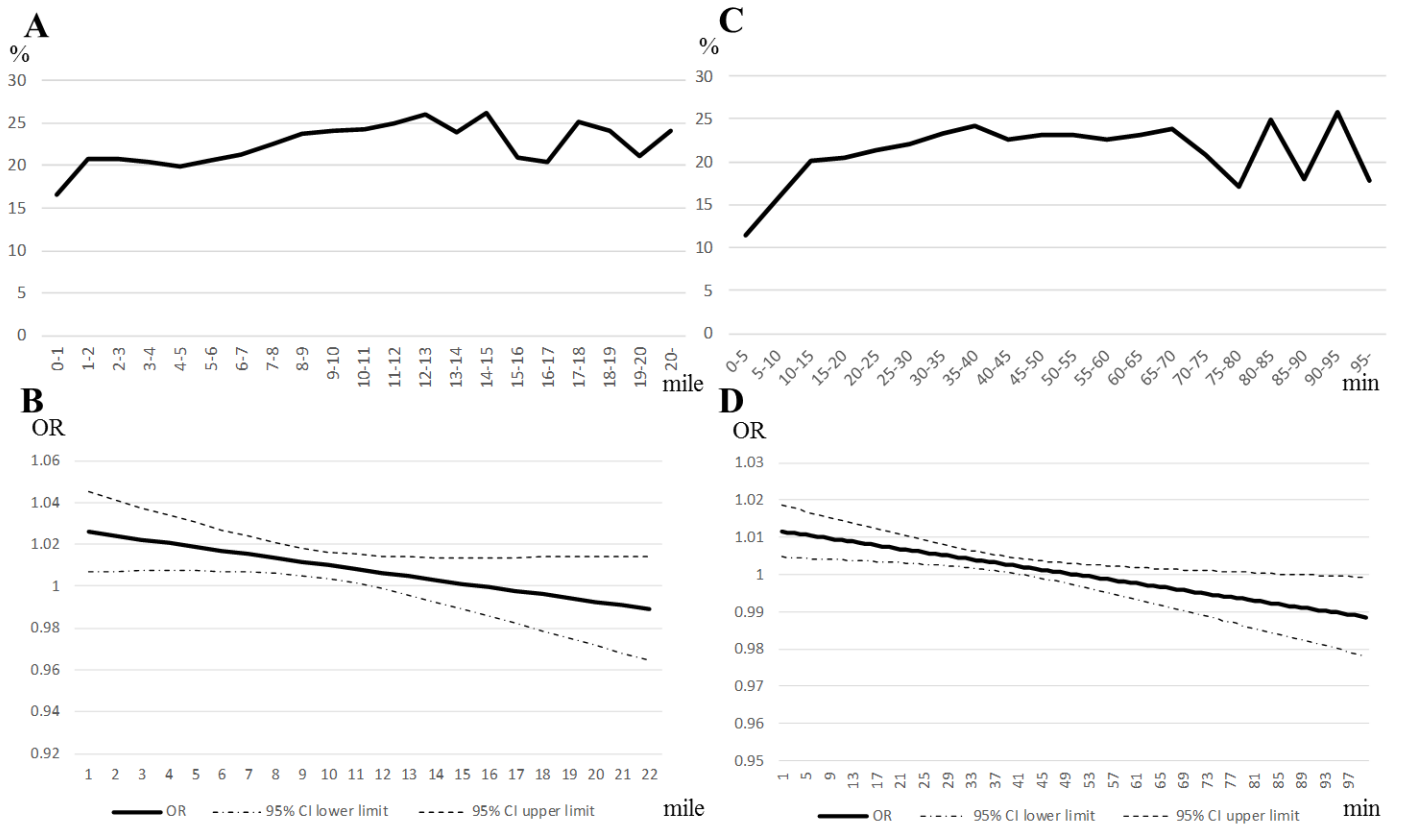 A
%
30
25
20
15
10
5
0
0-1 1-2 2-3 3-4 4-5 5-6 6-7 7-8 8-9 9-10 10-11 11-12 12-13 13-14 14-15 15-16 16-17 17-18 18-19 19-20 20-
mile
B
OR
1.06
1.04
1.02
1
0.98
0.96
0.94
0.92
1 2 3 4 5 6 7 8 9 10 11 12 13 14 15 16 17 18 19 20 21 22
OR 95% CI lower limit 95% CI upper limit mile
C
%
30
25
20
15
10
5
0
0-5 5-10 10-15 15-20 20-25 25-30 30-35 35-40 40-45 45-50 50-55 55-60 60-65 65-70 70-75 75-80 80-85 85-90 90-95 95-
min
D
OR
1.03
1.02
1.01
1
0.99
0.98
0.97
0.96
0.95
1 5 9 13 17 21 25 29 33 37 41 45 49 53 57 61 65 69 73 77 81 85 89 93 97
OR 95% CI lower limit 95% CI upper limit min